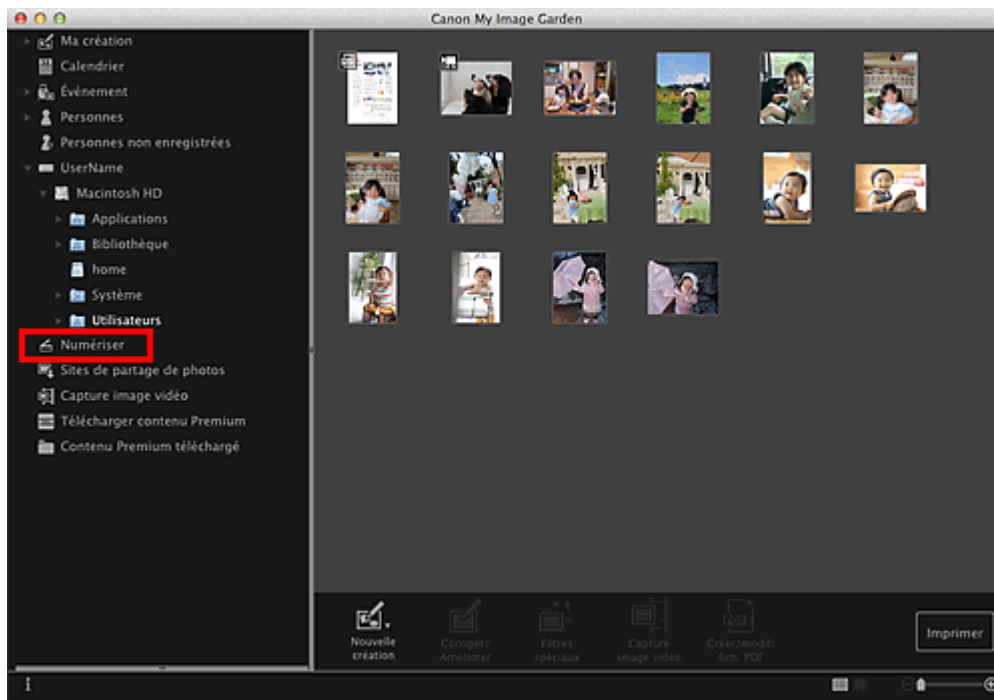 Canon My Image Garden
Ma création
Calendrier
Événement
Personnes
Personnes non enregistrées
UserName
Macintosh HD
Applications
Bibliothèque
home
Système
Utilisateurs
Numériser
Sites de partage de photos
Capture image vidéo
Télécharger contenu Premium
Contenu Premium téléchargé
Nouvelle
création
Corriger/
Améliorer
Filtres
spéciaux
Capture
image vidéo
Créer/modif.
fich. PDF
Imprimer